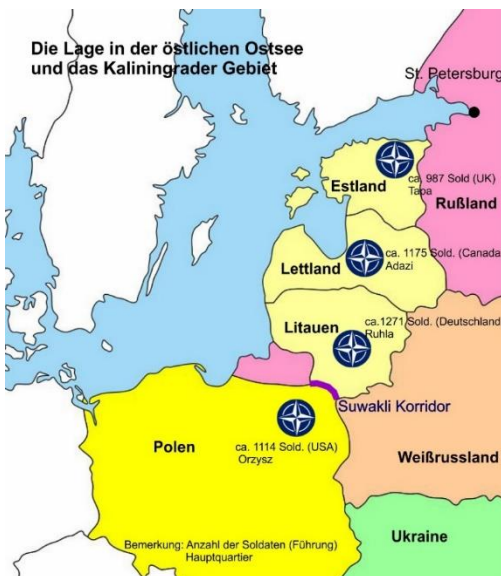 Die Lage in der östlichen Ostsee
und das Kaliningrader Gebiet
St. Petersburg
ca. 987 Sold (UK)
Tapa
Estland
Rußland
ca. 1175 Sold. (Canada)
Adazi
Lettland
Litauen
ca.1271 Sold. (Deutschland)
Ruhla
Suwakli Korridor
ca. 1114 Sold. (USA)
Orzysz
Polen
Weißrussland
Ukraine
Bemerkung: Anzahl der Soldaten (Führung)
Hauptquartier